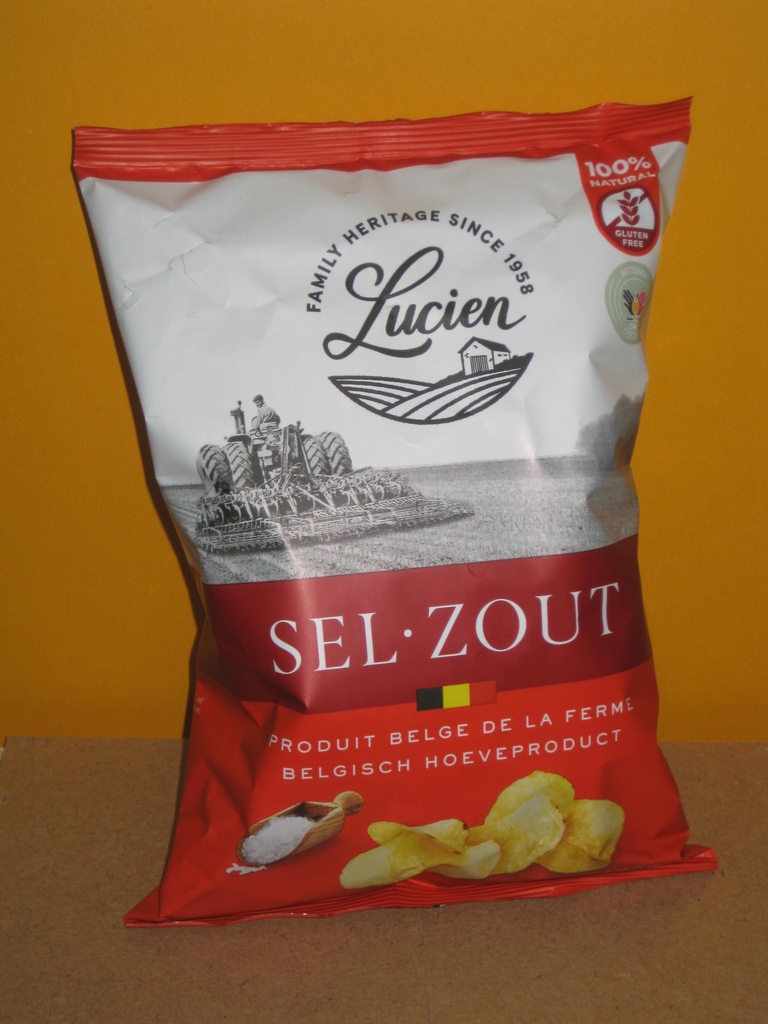 100%
NATURAL
GLUTEN
FREE
FAMILY HERITAGE SINCE 1958
Lucien
SEL·ZOUT
PRODUIT BELGE DE LA FERME
BELGISCH HOEVEPRODUCT